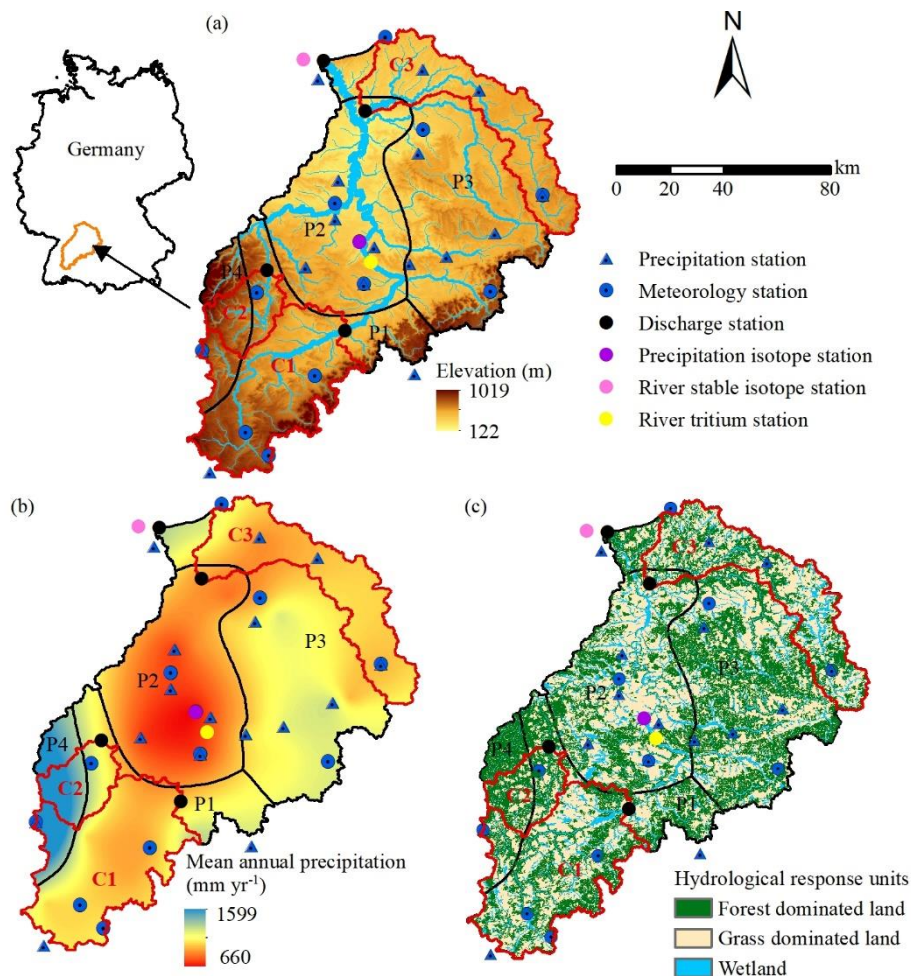 (a)
N
Germany
C3
P3
km
0 20 40 80
P2
P4
C2
P1
C1
Elevation (m)
1019
122
Precipitation station
Meteorology station
Discharge station
Precipitation isotope station
River stable isotope station
River tritium station
(b)
C3
P3
P2
P4
C2
P1
C1
Mean annual precipitation
(mm yr⁻¹)
1599
660
(c)
C3
P3
P2
P4
C2
P1
C1
Hydrological response units
Forest dominated land
Grass dominated land
Wetland